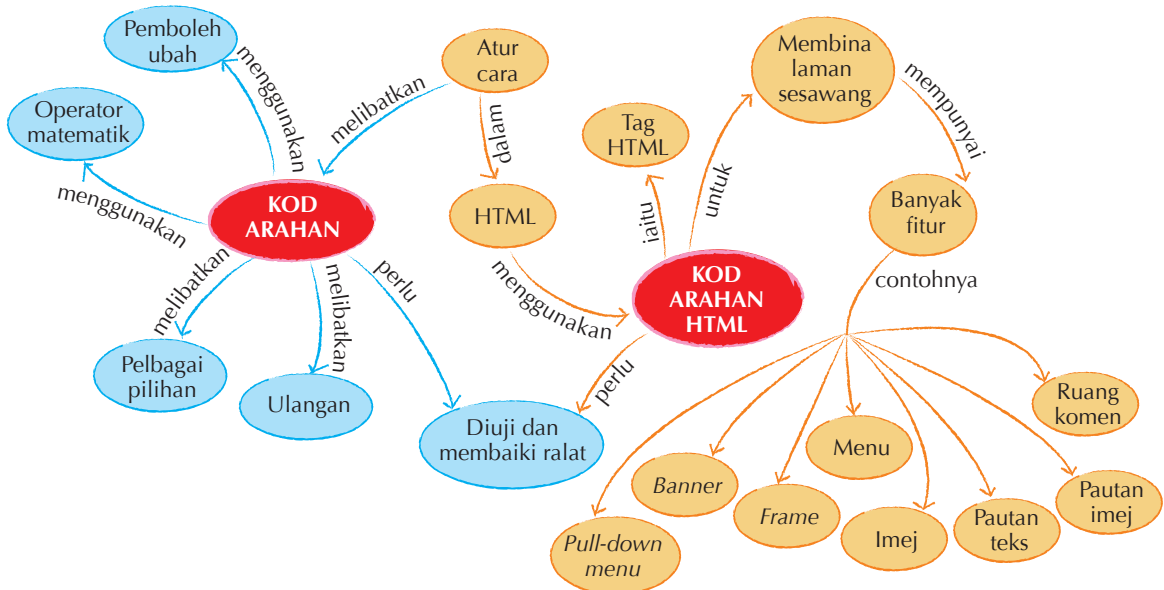 Pemboleh
ubah
menggunakan
Operator
matematik
menggunakan
KOD
ARAHAN
melibatkan
Pelbagai
pilihan
melibatkan
Ulangan
perlu
Diuji dan
membaiki ralat
Atur
cara
melibatkan
dalam
HTML
menggunakan
KOD
ARAHAN
HTML
perlu
iaitu
Tag
HTML
untuk
Membina
laman
sesawang
mempunyai
Banyak
fitur
contohnya
Pull-down
menu
Banner
Frame
Menu
Imej
Pautan
teks
Pautan
imej
Ruang
komen